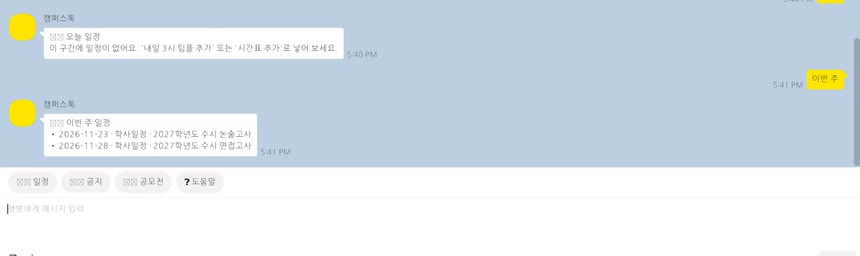 캠퍼스톡
오늘 일정
이 구간에 일정이 없어요. '내일 3시 팀플 추가' 또는 '시간표 추가'로 넣어 보세요.
5:40 PM
이번 주
5:41 PM
캠퍼스톡
이번 주 일정
• 2026-11-23 · 학사일정 · 2027학년도 수시 논술고사
• 2026-11-28 · 학사일정 · 2027학년도 수시 면접고사
5:41 PM
일정 공지 공모전 ? 도움말
챗봇에게 메시지 입력